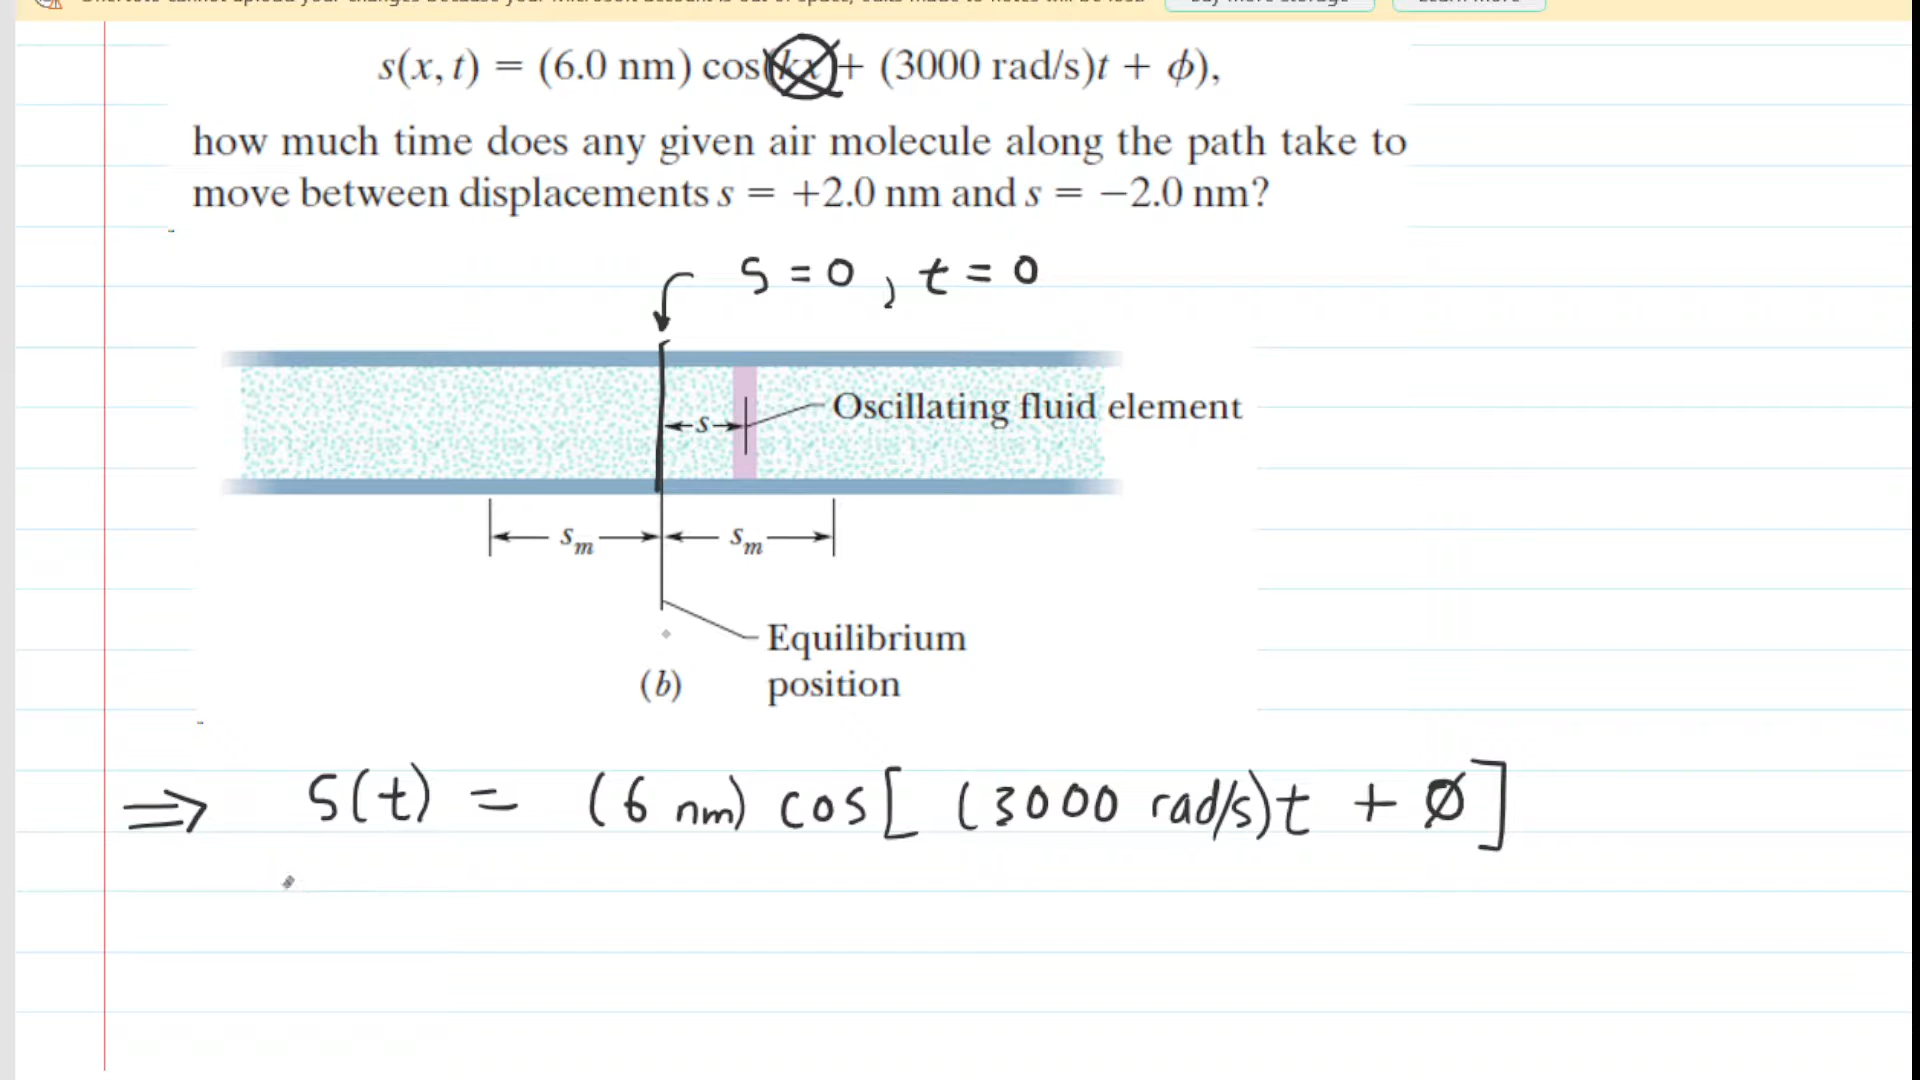 s(x, t) = (6.0 nm) cos(kx + (3000 rad/s)t + ϕ),
how much time does any given air molecule along the path take to
move between displacements s = +2.0 nm and s = −2.0 nm?
s = 0 , t = 0
s
Oscillating fluid element
sₘ sₘ
Equilibrium
position
(b)
⇒ s(t) = (6 nm) cos[ (3000 rad/s)t + Ø ]